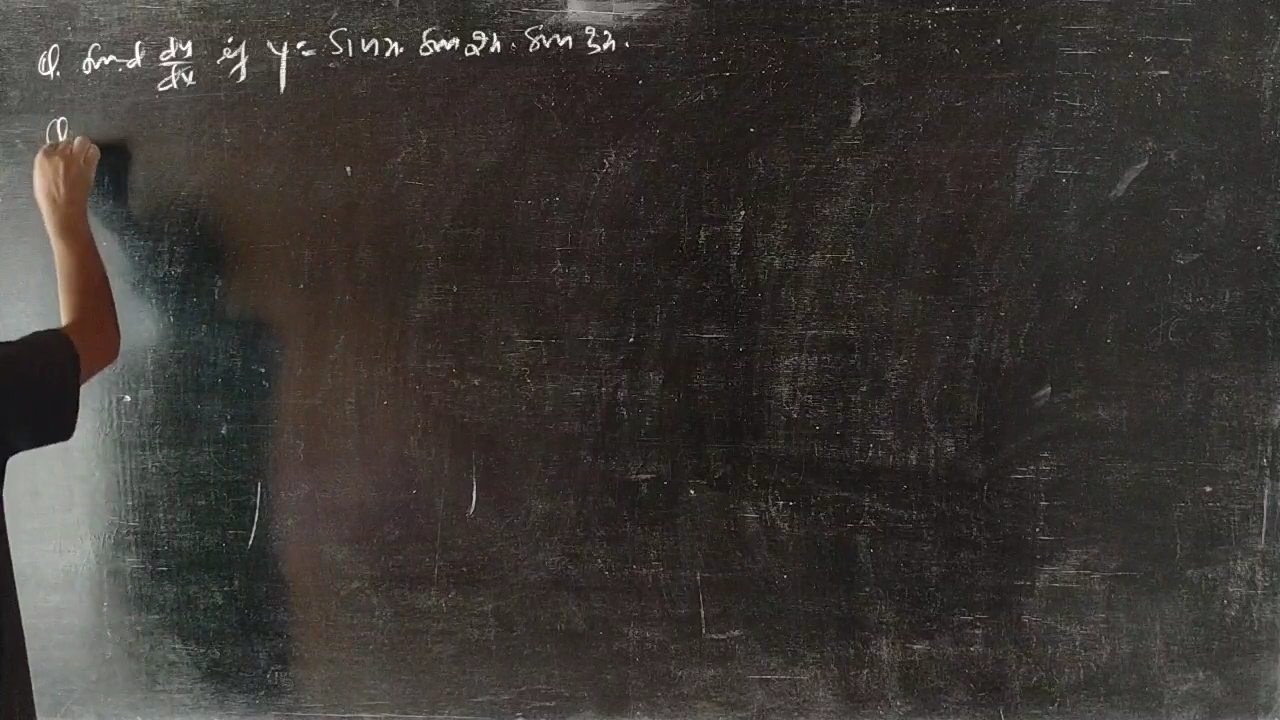 Q. find dy/dx if y = sinx. sin2x. sin3x.
Q